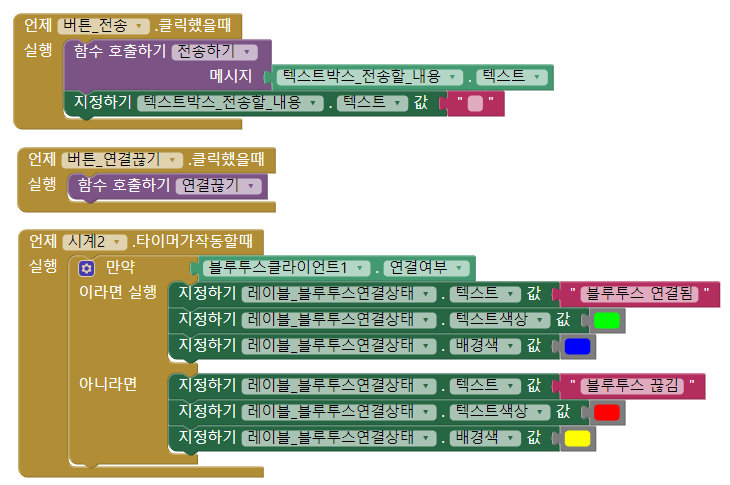 언제 버튼_전송 .클릭했을때
실행 함수 호출하기 전송하기
메시지 텍스트박스_전송할_내용 . 텍스트
지정하기 텍스트박스_전송할_내용 . 텍스트 값 " "
언제 버튼_연결끊기 .클릭했을때
실행 함수 호출하기 연결끊기
언제 시계2 .타이머가작동할때
실행 만약 블루투스클라이언트1 . 연결여부
이라면 실행 지정하기 레이블_블루투스연결상태 . 텍스트 값 " 블루투스 연결됨 "
지정하기 레이블_블루투스연결상태 . 텍스트색상 값
지정하기 레이블_블루투스연결상태 . 배경색 값
아니라면 지정하기 레이블_블루투스연결상태 . 텍스트 값 " 블루투스 끊김 "
지정하기 레이블_블루투스연결상태 . 텍스트색상 값
지정하기 레이블_블루투스연결상태 . 배경색 값